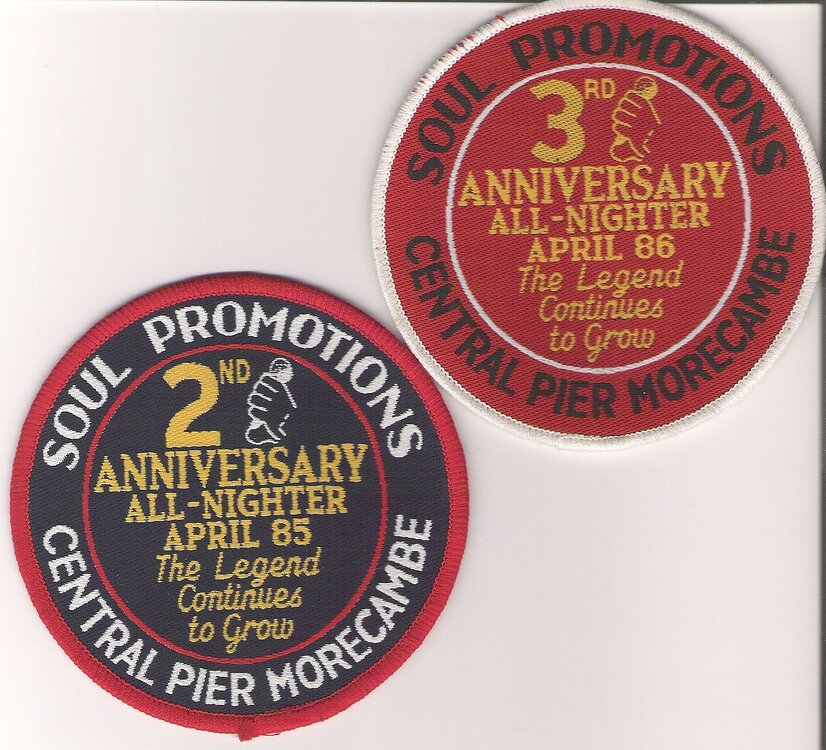 SOUL PROMOTIONS
3RD
ANNIVERSARY
ALL-NIGHTER
APRIL 86
The Legend
Continues
to Grow
CENTRAL PIER MORECAMBE
SOUL PROMOTIONS
2ND
ANNIVERSARY
ALL-NIGHTER
APRIL 85
The Legend
Continues
to Grow
CENTRAL PIER MORECAMBE